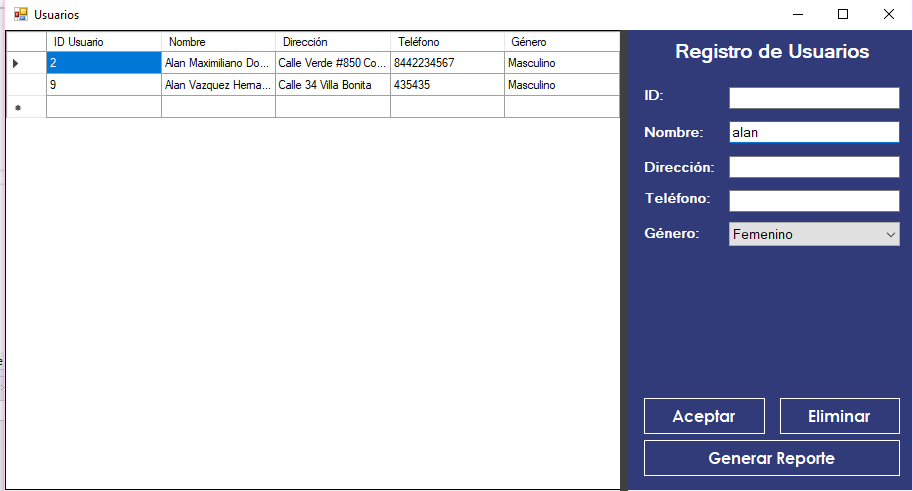 Usuarios
ID Usuario Nombre Dirección Teléfono Género
2 Alan Maximiliano Do... Calle Verde #850 Co... 8442234567 Masculino
9 Alan Vazquez Herna... Calle 34 Villa Bonita 435435 Masculino
Registro de Usuarios
ID:
Nombre: alan
Dirección:
Teléfono:
Género: Femenino
Aceptar Eliminar
Generar Reporte